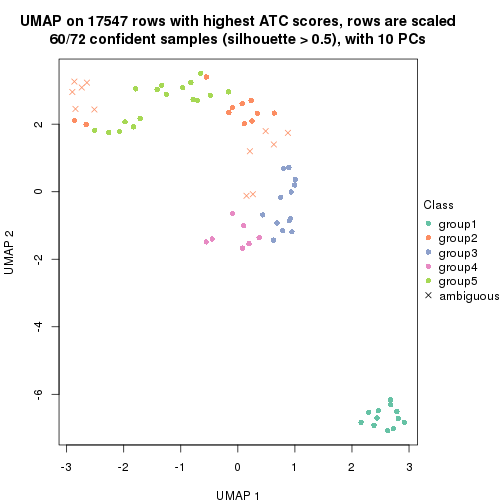 UMAP on 17547 rows with highest ATC scores, rows are scaled
60/72 confident samples (silhouette > 0.5), with 10 PCs
UMAP 2
2
0
-2
-4
-6
-3
-2
-1
0
1
2
3
UMAP 1
Class
group1
group2
group3
group4
group5
ambiguous